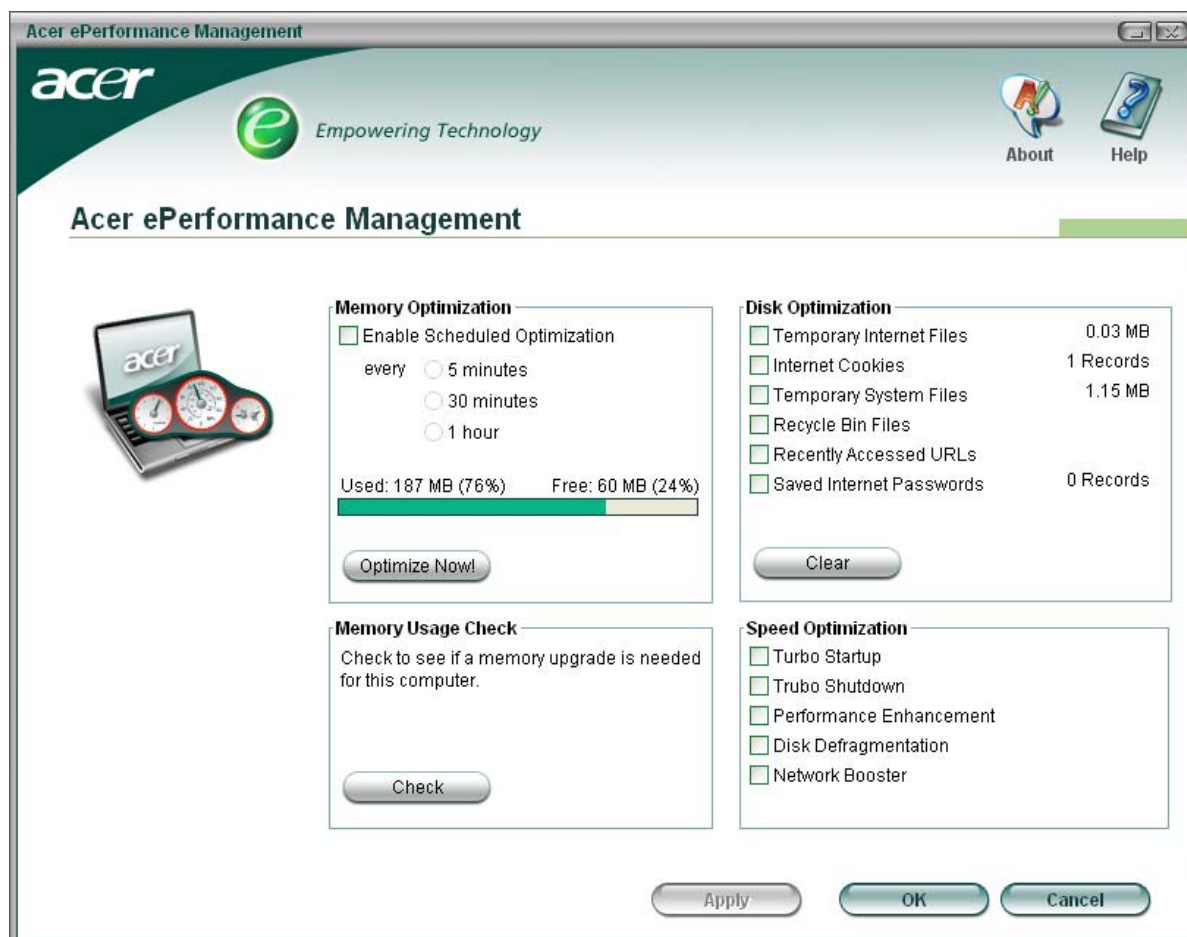 Acer ePerformance Management
acer
e Empowering Technology
About Help
Acer ePerformance Management
acer
Memory Optimization
Enable Scheduled Optimization
every 5 minutes
30 minutes
1 hour
Used: 187 MB (76%) Free: 60 MB (24%)
Optimize Now!
Disk Optimization
Temporary Internet Files 0.03 MB
Internet Cookies 1 Records
Temporary System Files 1.15 MB
Recycle Bin Files
Recently Accessed URLs
Saved Internet Passwords 0 Records
Clear
Memory Usage Check
Check to see if a memory upgrade is needed
for this computer.
Check
Speed Optimization
Turbo Startup
Trubo Shutdown
Performance Enhancement
Disk Defragmentation
Network Booster
Apply OK Cancel